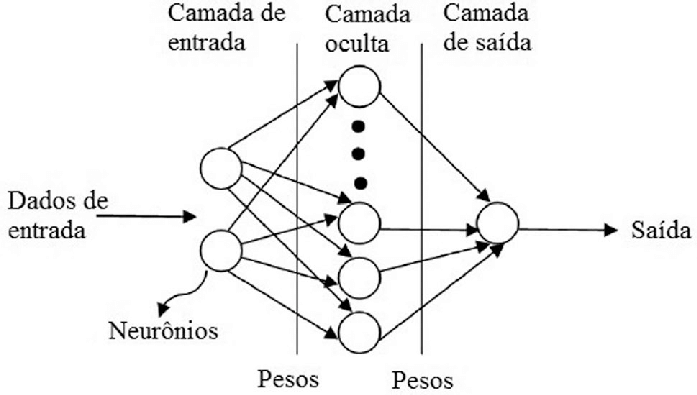 Camada de
entrada
Camada
oculta
Camada
de saída
Dados de
entrada
Saída
Neurônios
Pesos
Pesos